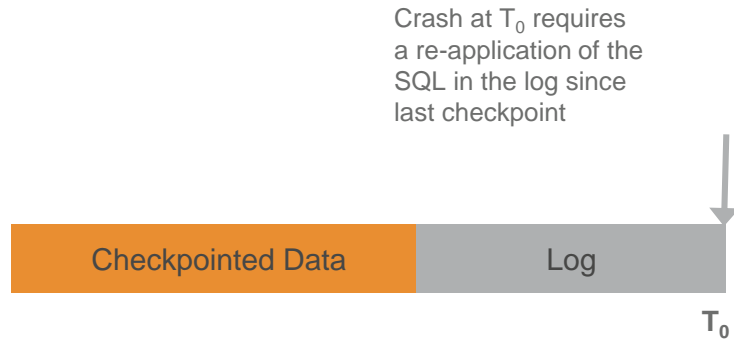 Crash at T₀ requires
a re-application of the
SQL in the log since
last checkpoint
Checkpointed Data
Log
T₀